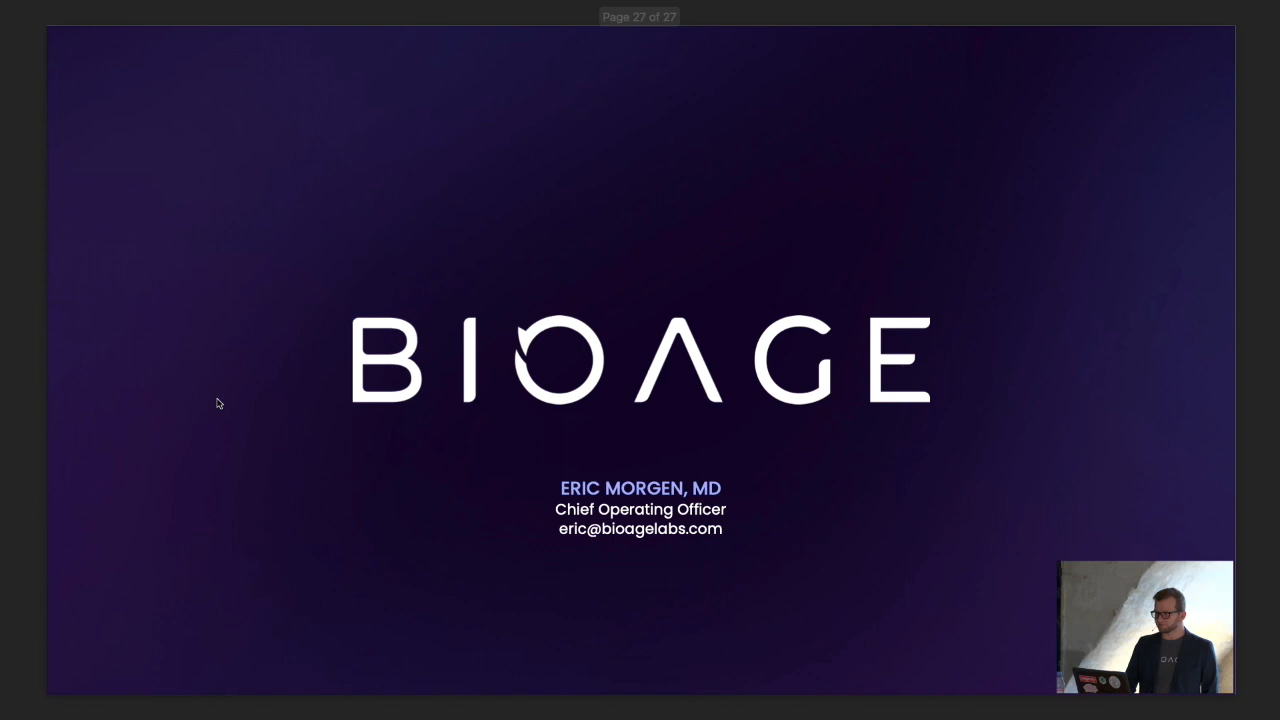 Page 27 of 27
BIOAGE
ERIC MORGEN, MD
Chief Operating Officer
eric@bioagelabs.com